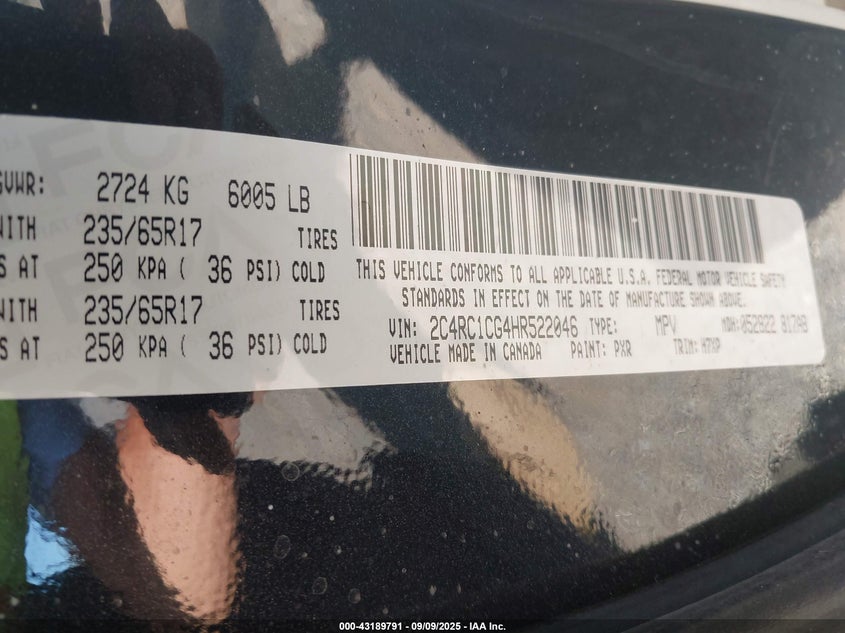 GVWR: 2724 KG 6005 LB
WITH 235/65R17 TIRES
S AT 250 KPA ( 36 PSI) COLD
WITH 235/65R17 TIRES
S AT 250 KPA ( 36 PSI) COLD
THIS VEHICLE CONFORMS TO ALL APPLICABLE U.S.A. FEDERAL MOTOR VEHICLE SAFETY
STANDARDS IN EFFECT ON THE DATE OF MANUFACTURE SHOWN ABOVE.
VIN: 2C4RC1CG4HR522046 TYPE: MPV MDH:
VEHICLE MADE IN CANADA PAINT: PXR TRIM:
000-43189791 - 09/09/2025 - IAA Inc.